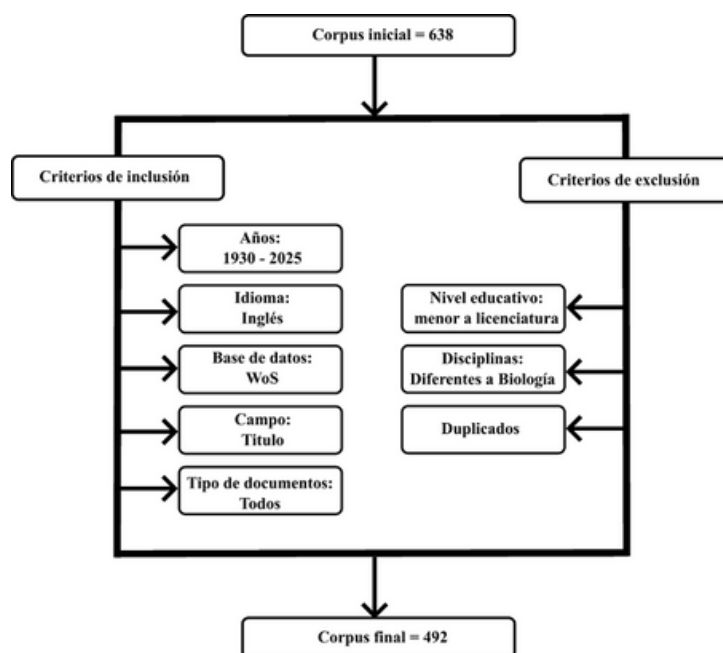 Corpus inicial = 638
Criterios de inclusión
Criterios de exclusión
Años:
1930 - 2025
Idioma:
Inglés
Base de datos:
WoS
Campo:
Titulo
Tipo de documentos:
Todos
Nivel educativo:
menor a licenciatura
Disciplinas:
Diferentes a Biología
Duplicados
Corpus final = 492